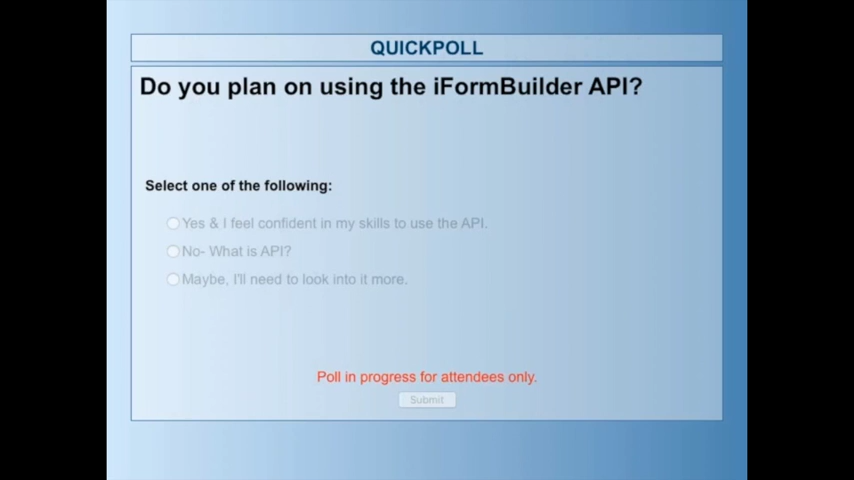 QUICKPOLL
Do you plan on using the iFormBuilder API?
Select one of the following:
Yes & I feel confident in my skills to use the API.
No- What is API?
Maybe, I'll need to look into it more.
Poll in progress for attendees only.
Submit